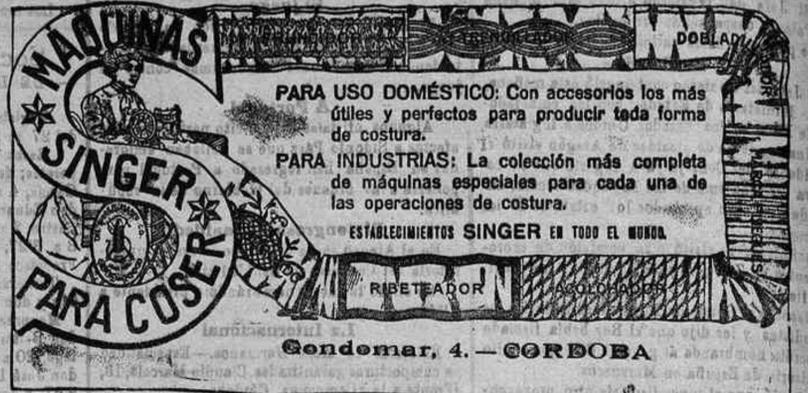 MÁQUINAS
SINGER
PARA COSER
TRENCILLADOR
PARA USO DOMÉSTICO: Con accesorios los más
útiles y perfectos para producir toda forma
de costura.
PARA INDUSTRIAS: La colección más completa
de máquinas especiales para cada una de
las operaciones de costura.
ESTABLECIMIENTOS SINGER EN TODO EL MUNDO.
RIBETEADOR
ACOLCHADOR
Gondomar, 4.—CORDOBA